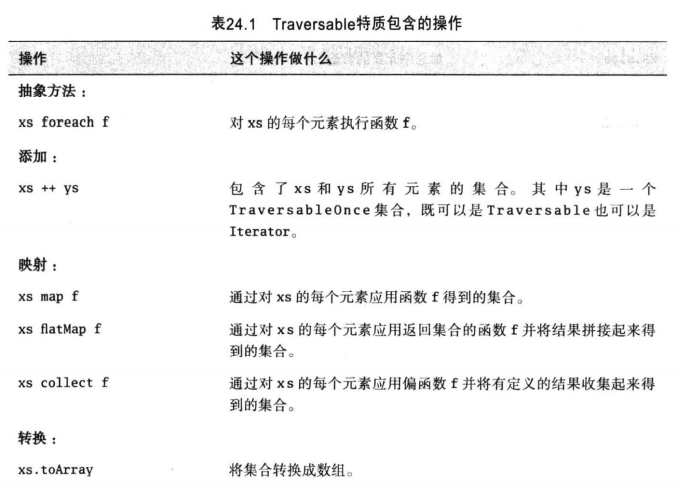 表24.1 Traversable特质包含的操作
操作 这个操作做什么
抽象方法：
xs foreach f 对 xs 的每个元素执行函数 f。
添加：
xs ++ ys 包含了 xs 和 ys 所有元素的集合。其中 ys 是一个
TraversableOnce 集合，既可以是 Traversable 也可以是
Iterator。
映射：
xs map f 通过对 xs 的每个元素应用函数 f 得到的集合。
xs flatMap f 通过对 xs 的每个元素应用返回集合的函数 f 并将结果拼接起来得
到的集合。
xs collect f 通过对 xs 的每个元素应用偏函数 f 并将有定义的结果收集起来得
到的集合。
转换：
xs.toArray 将集合转换成数组。